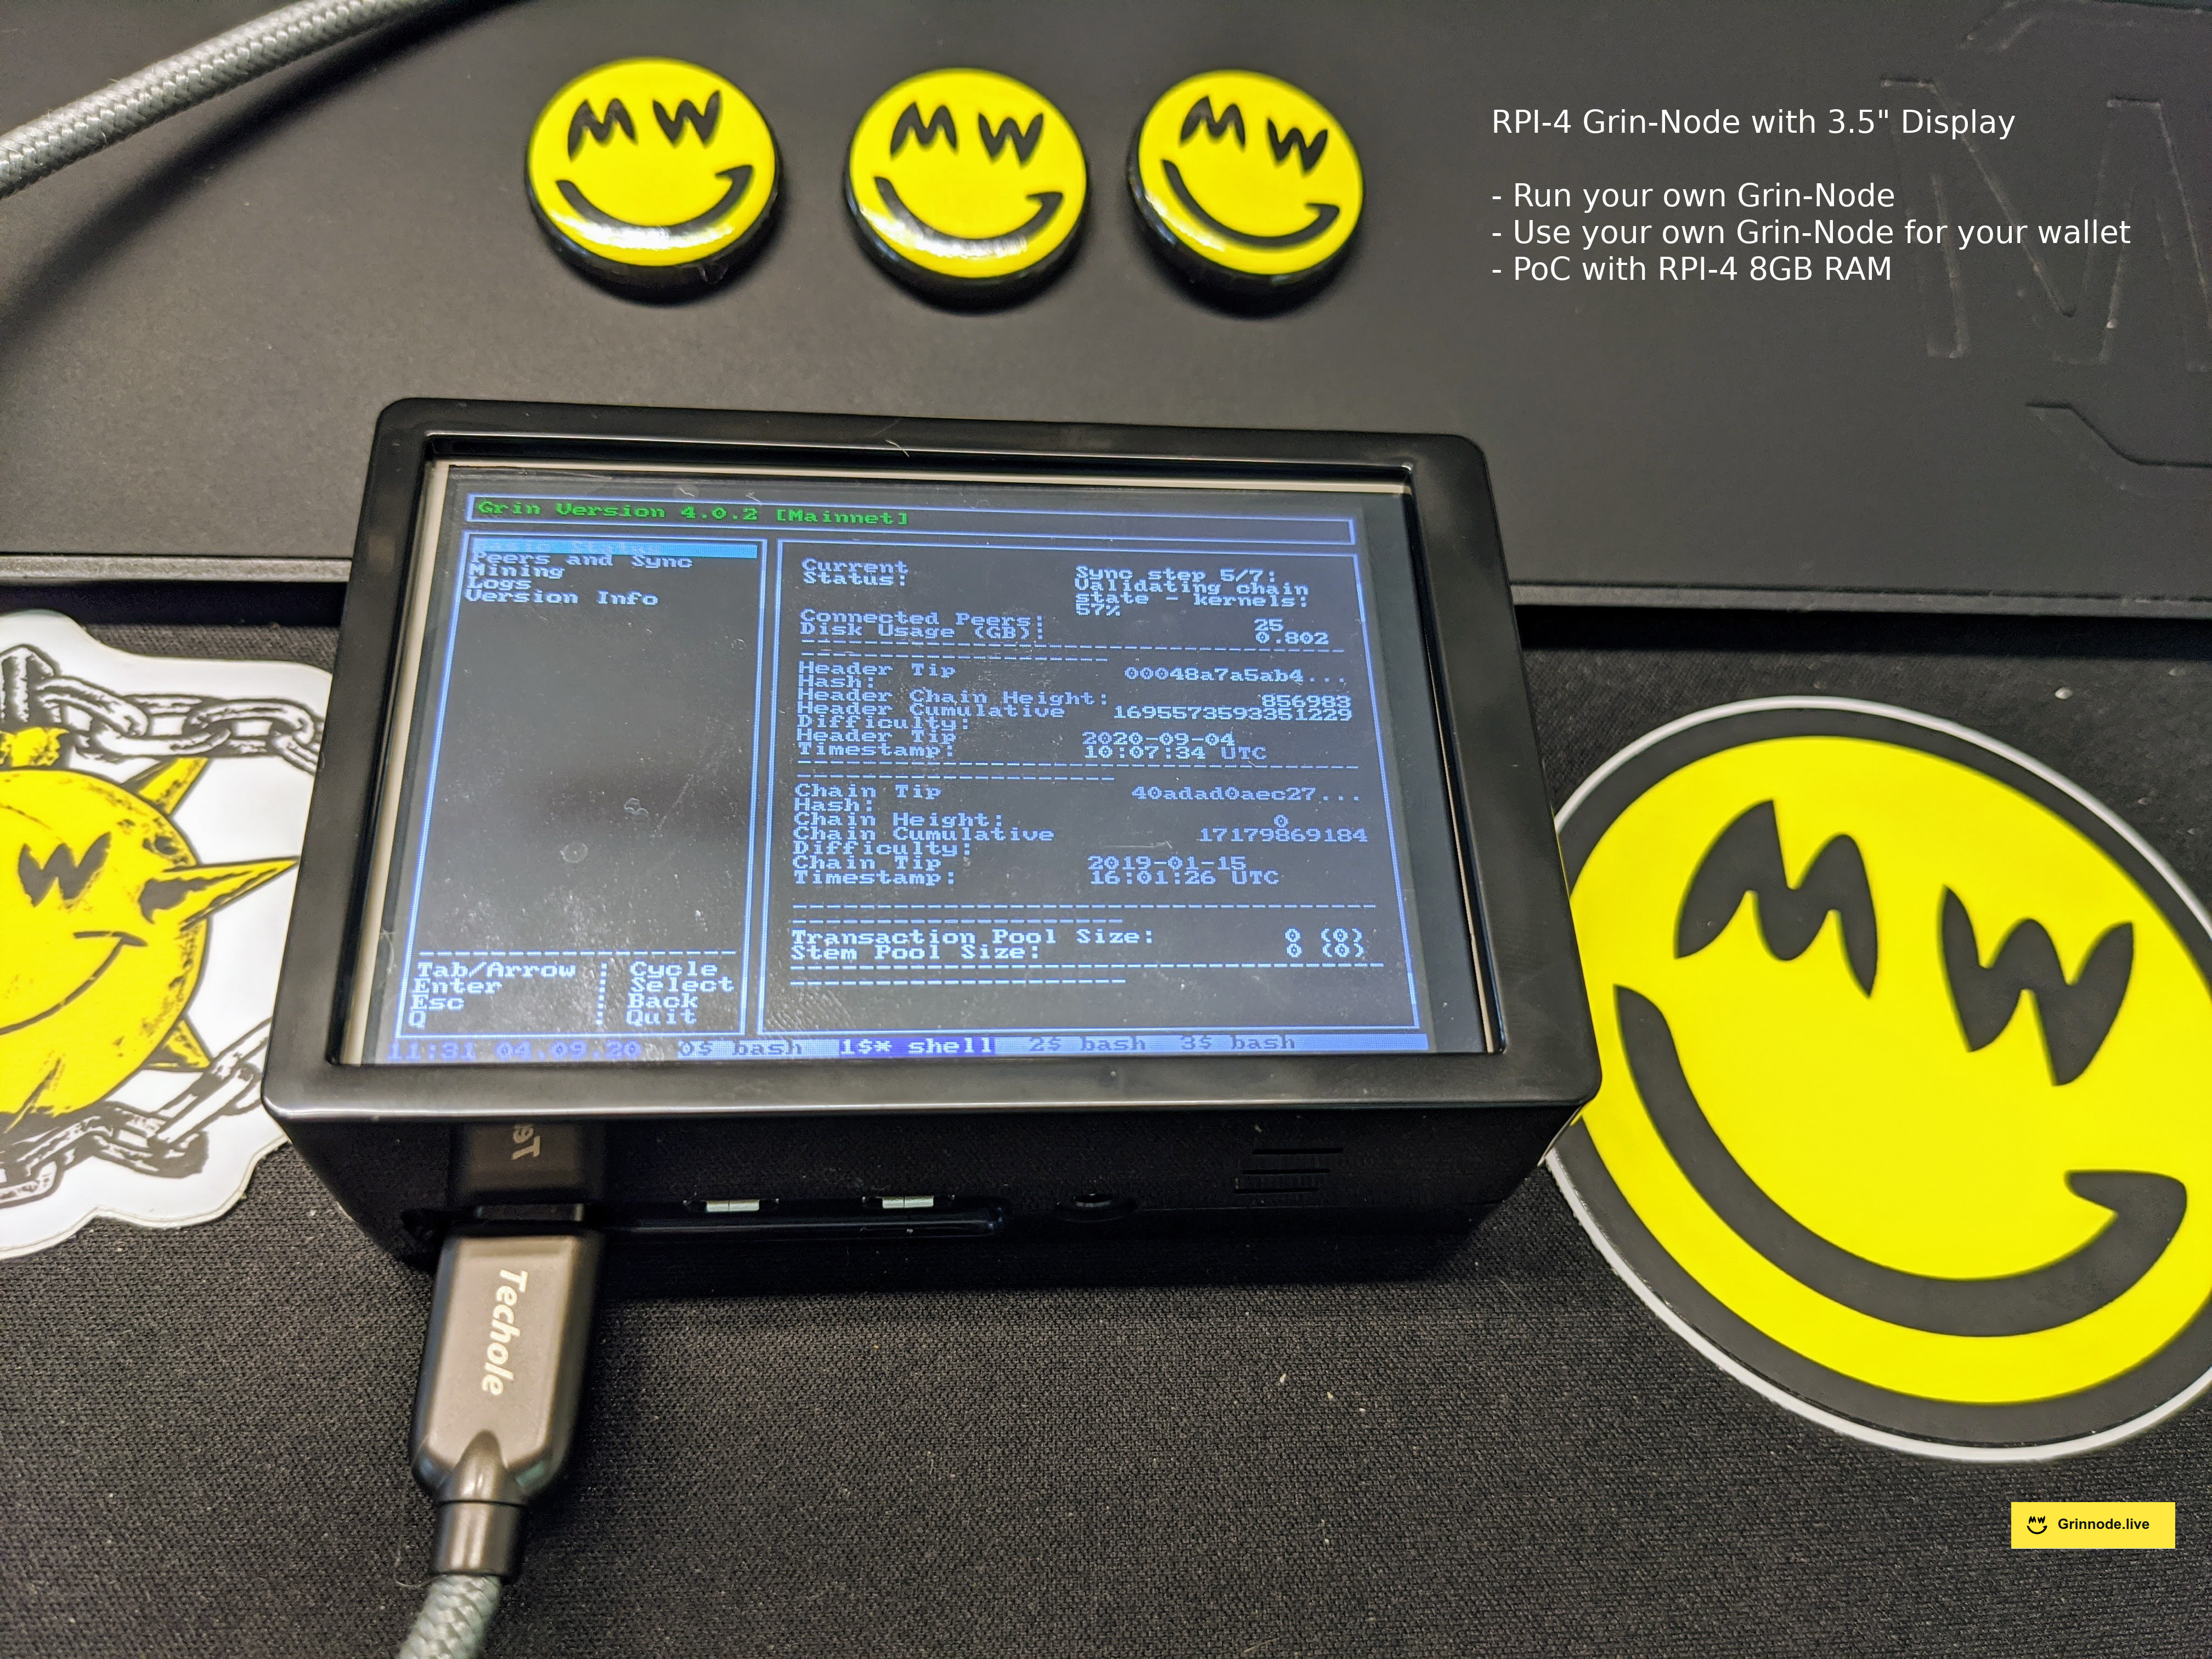 MW
MW
MW
RPI-4 Grin-Node with 3.5" Display
- Run your own Grin-Node
- Use your own Grin-Node for your wallet
- PoC with RPI-4 8GB RAM
Grin Version 4.0.2 [Mainnet]
Basic Status
Peers and Sync
Mining
Logs
Version Info
Tab/Arrow : Cycle
Enter : Select
Esc : Back
Q : Quit
Current Sync step 5/7:
Status: Validating chain
state - kernels:
57%
Connected Peers: 25
Disk Usage (GB): 0.802
Header Tip 00048a7a5ab4...
Hash:
Header Chain Height: 856983
Header Cumulative 1695573593351229
Difficulty:
Header Tip 2020-09-04
Timestamp: 10:07:34 UTC
Chain Tip 40adad0aec27...
Hash:
Chain Height: 0
Chain Cumulative 17179869184
Difficulty:
Chain Tip 2019-01-15
Timestamp: 16:01:26 UTC
Transaction Pool Size: 0 (0)
Stem Pool Size: 0 (0)
11:31 04.09.20 0$ bash 1$* shell 2$ bash 3$ bash
W
MW
Techole
MW Grinnode.live